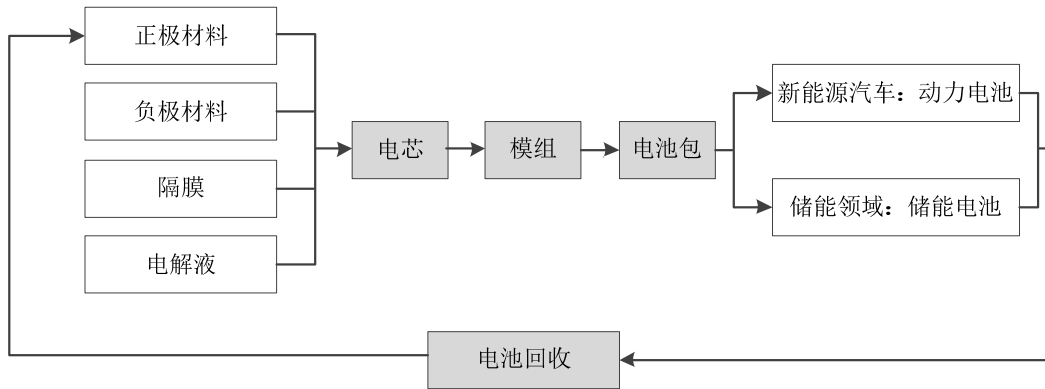 正极材料
负极材料
隔膜
电解液
电芯
模组
电池包
新能源汽车：动力电池
储能领域：储能电池
电池回收